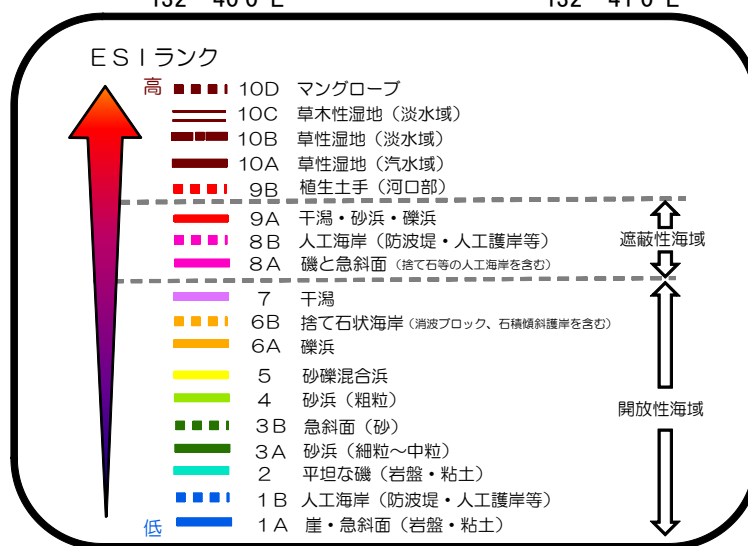 ESIランク
高 10D マングローブ
10C 草木性湿地（淡水域）
10B 草性湿地（淡水域）
10A 草性湿地（汽水域）
9B 植生土手（河口部）
9A 干潟・砂浜・礫浜
8B 人工海岸（防波堤・人工護岸等）
遮蔽性海域
8A 磯と急斜面（捨て石等の人工海岸を含む）
7 干潟
6B 捨て石状海岸（消波ブロック、石積傾斜護岸を含む）
6A 礫浜
5 砂礫混合浜
4 砂浜（粗粒）
開放性海域
3B 急斜面（砂）
3A 砂浜（細粒～中粒）
2 平坦な磯（岩盤・粘土）
1B 人工海岸（防波堤・人工護岸等）
低 1A 崖・急斜面（岩盤・粘土）